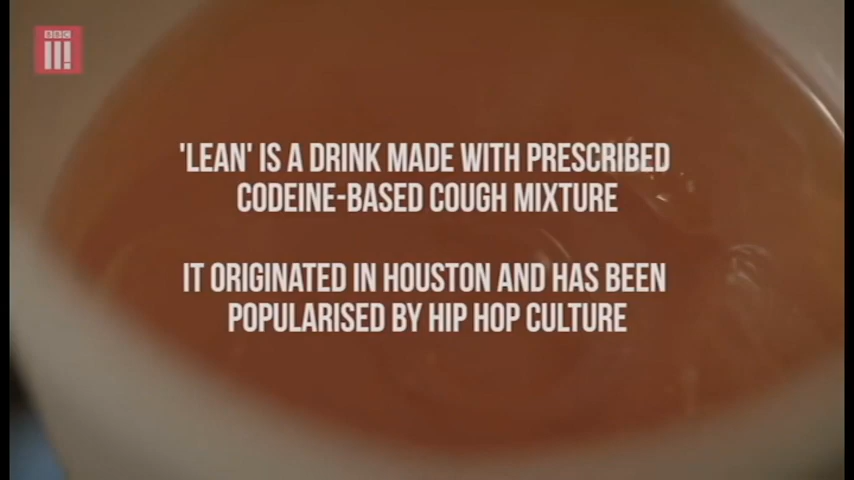 BBC
'LEAN' IS A DRINK MADE WITH PRESCRIBED
CODEINE-BASED COUGH MIXTURE
IT ORIGINATED IN HOUSTON AND HAS BEEN
POPULARISED BY HIP HOP CULTURE